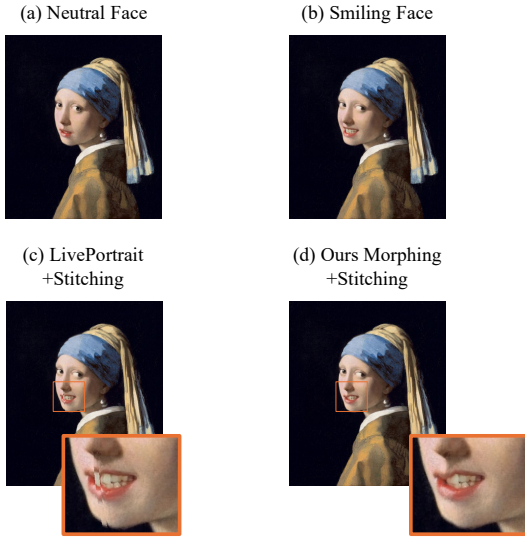 (a) Neutral Face
(b) Smiling Face
(c) LivePortrait
+Stitching
(d) Ours Morphing
+Stitching